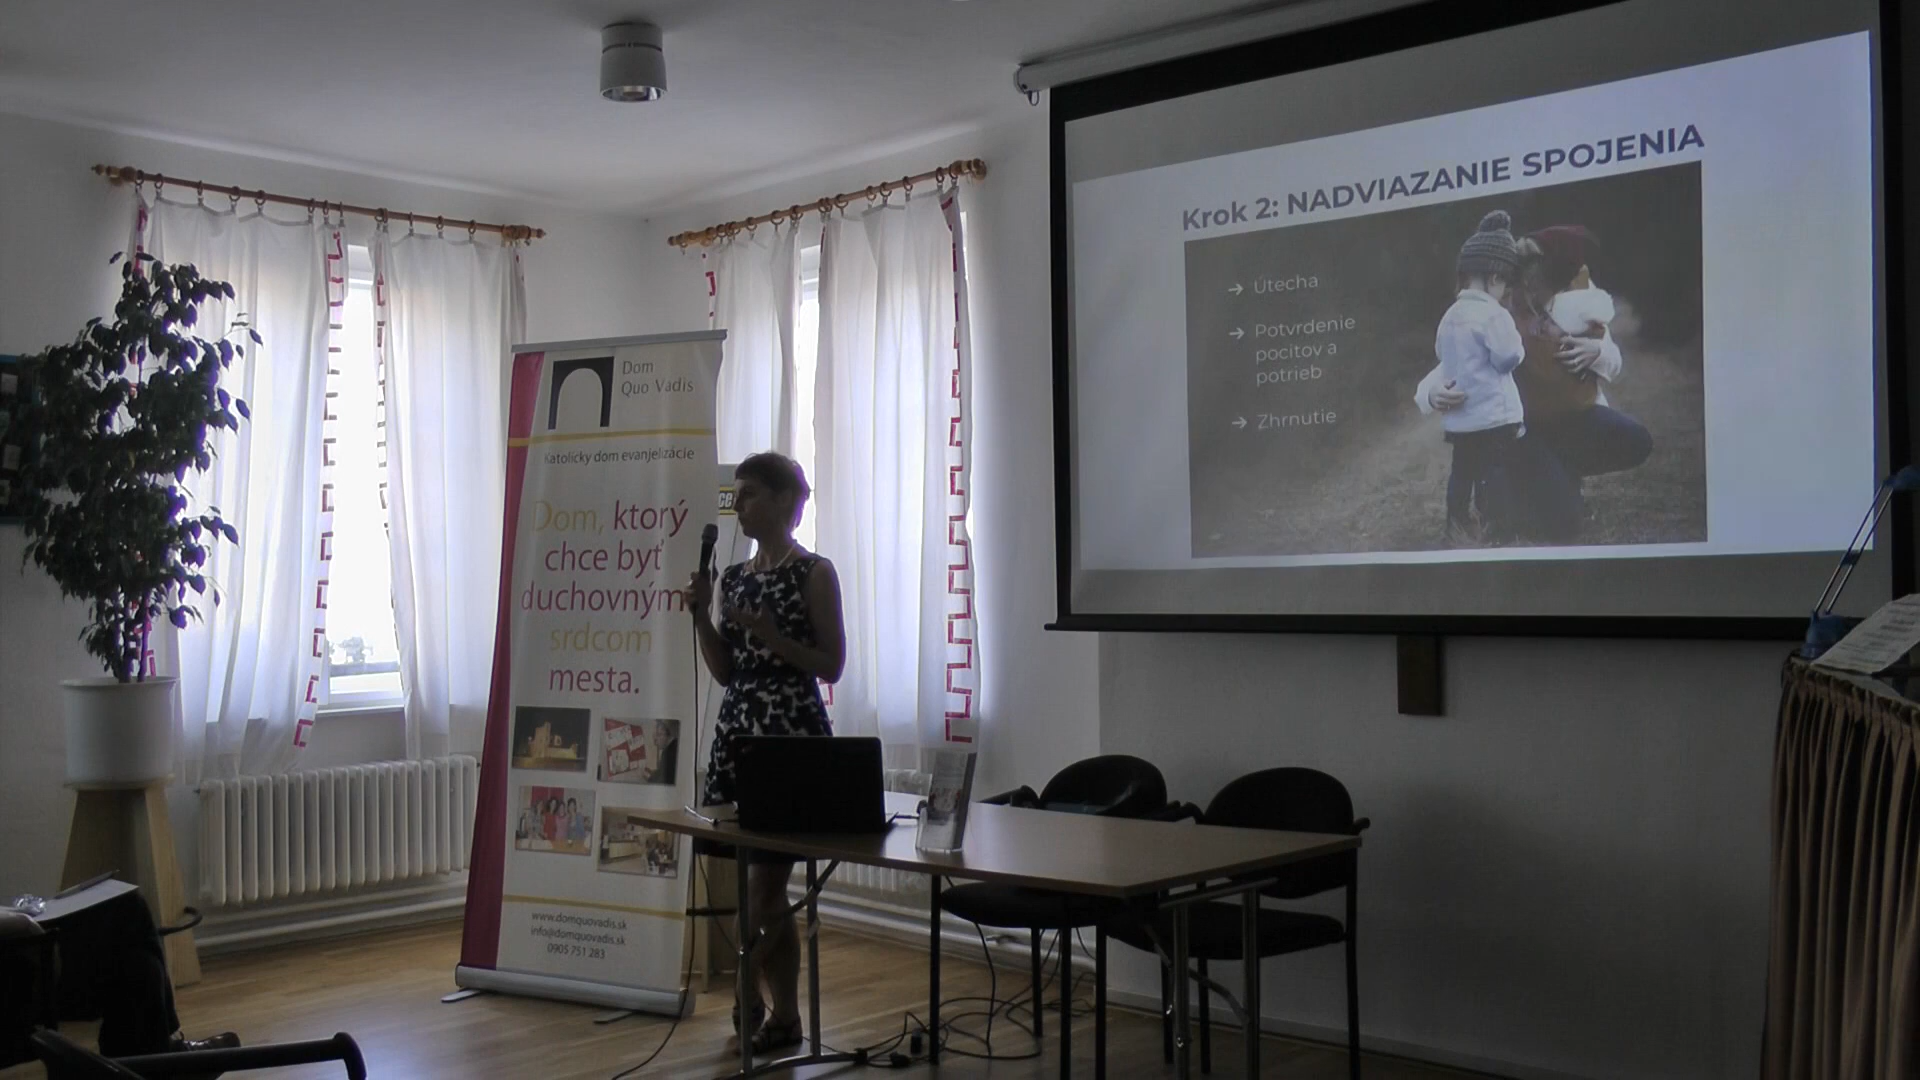 Krok 2: NADVIAZANIE SPOJENIA
→ Útecha
→ Potvrdenie
pocitov a
potrieb
→ Zhrnutie
Dom
Quo Vadis
Katolícky dom evanjelizácie
Dom, ktorý
chce byť
duchovným
srdcom
mesta.
www.domquovadis.sk
info@domquovadis.sk
0905 751 283